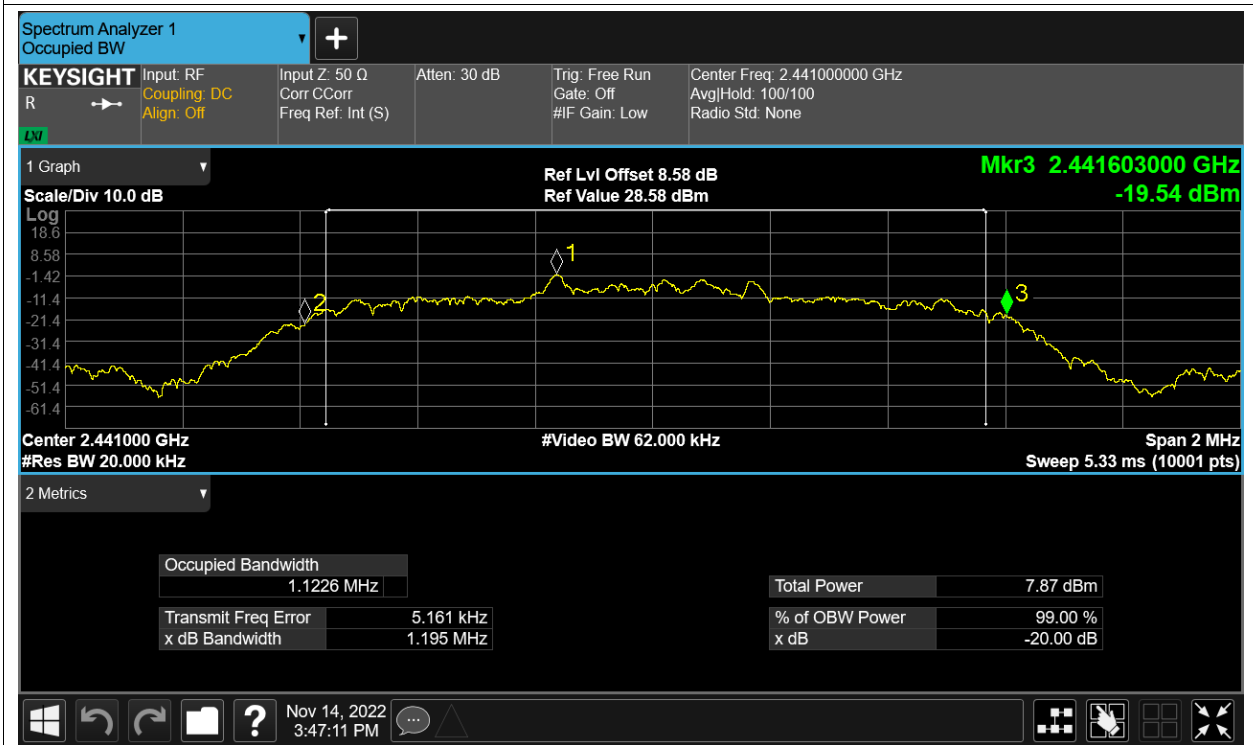 Spectrum Analyzer 1
Occupied BW
KEYSIGHT
R
LXI
Input: RF
Coupling: DC
Align: Off
Input Z: 50 Ω
Corr CCorr
Freq Ref: Int (S)
Atten: 30 dB
Trig: Free Run
Gate: Off
#IF Gain: Low
Center Freq: 2.441000000 GHz
Avg|Hold: 100/100
Radio Std: None
1 Graph
Scale/Div 10.0 dB
Ref Lvl Offset 8.58 dB
Ref Value 28.58 dBm
Mkr3 2.441603000 GHz
-19.54 dBm
Log
18.6
8.58
-1.42
-11.4
-21.4
-31.4
-41.4
-51.4
-61.4
1
2
3
Center 2.441000 GHz
#Video BW 62.000 kHz
Span 2 MHz
#Res BW 20.000 kHz
Sweep 5.33 ms (10001 pts)
2 Metrics
Occupied Bandwidth
1.1226 MHz
Total Power 7.87 dBm
Transmit Freq Error 5.161 kHz
% of OBW Power 99.00 %
x dB Bandwidth 1.195 MHz
x dB -20.00 dB
?
Nov 14, 2022
3:47:11 PM